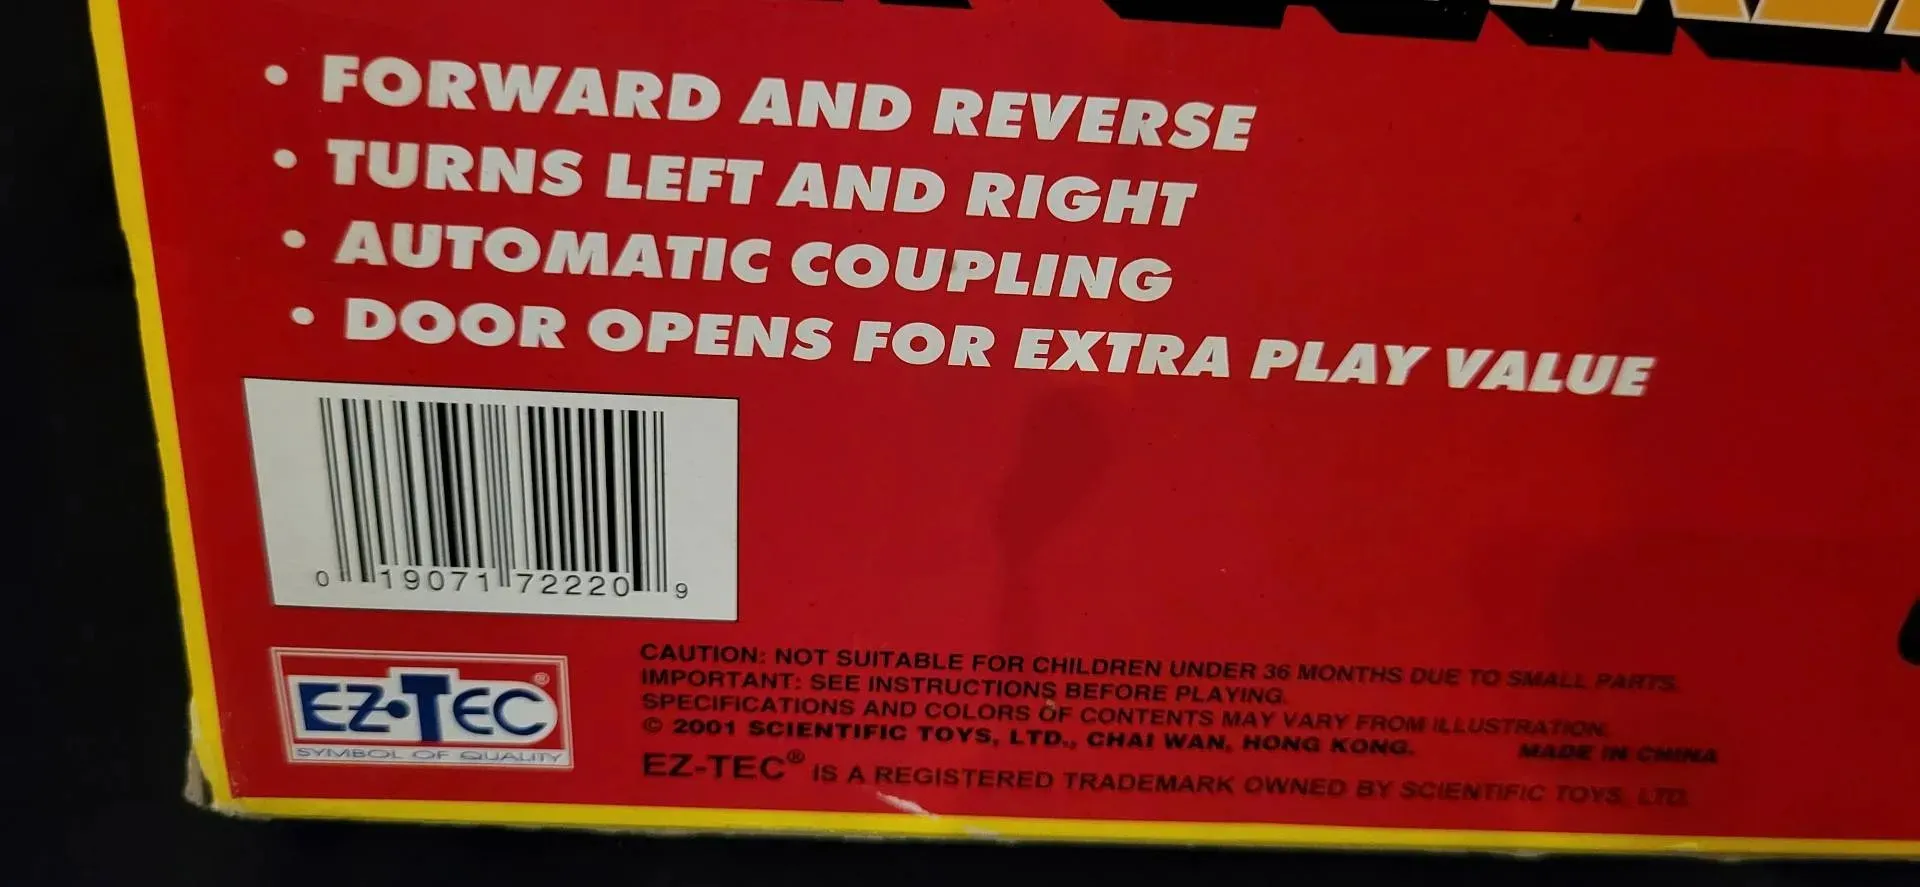 • FORWARD AND REVERSE
• TURNS LEFT AND RIGHT
• AUTOMATIC COUPLING
• DOOR OPENS FOR EXTRA PLAY VALUE
0 19071 72220 9
EZ-TEC®
SYMBOL OF QUALITY
CAUTION: NOT SUITABLE FOR CHILDREN UNDER 36 MONTHS DUE TO SMALL PARTS.
IMPORTANT: SEE INSTRUCTIONS BEFORE PLAYING.
SPECIFICATIONS AND COLORS OF CONTENTS MAY VARY FROM ILLUSTRATION.
© 2001 SCIENTIFIC TOYS, LTD., CHAI WAN, HONG KONG. MADE IN CHINA
EZ-TEC® IS A REGISTERED TRADEMARK OWNED BY SCIENTIFIC TOYS, LTD.